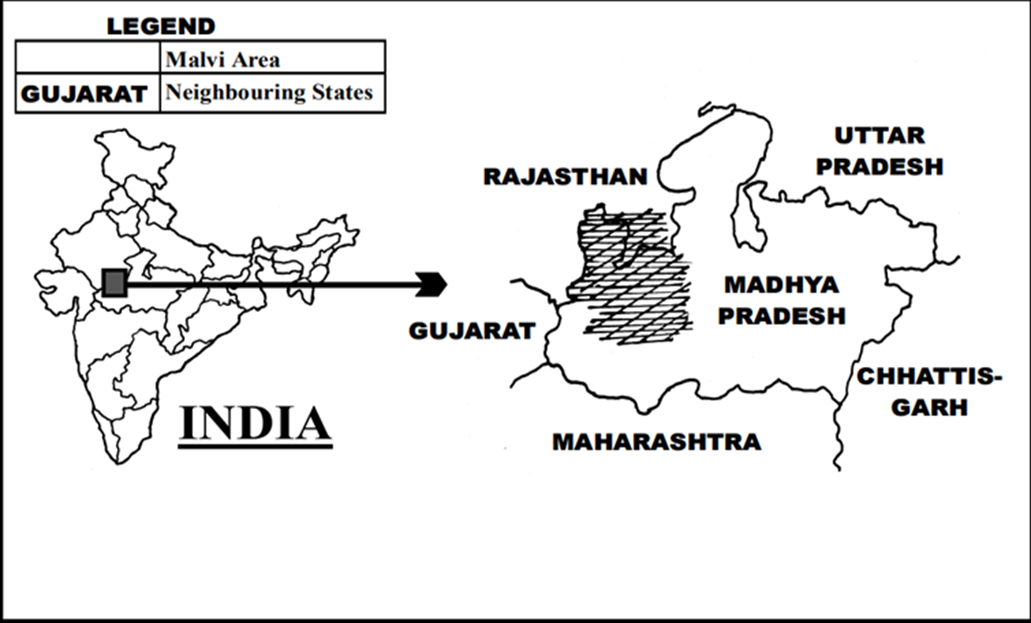 LEGEND
Malvi Area
GUJARAT Neighbouring States
UTTAR
PRADESH
RAJASTHAN
MADHYA
PRADESH
GUJARAT
CHHATTIS-
GARH
INDIA
MAHARASHTRA